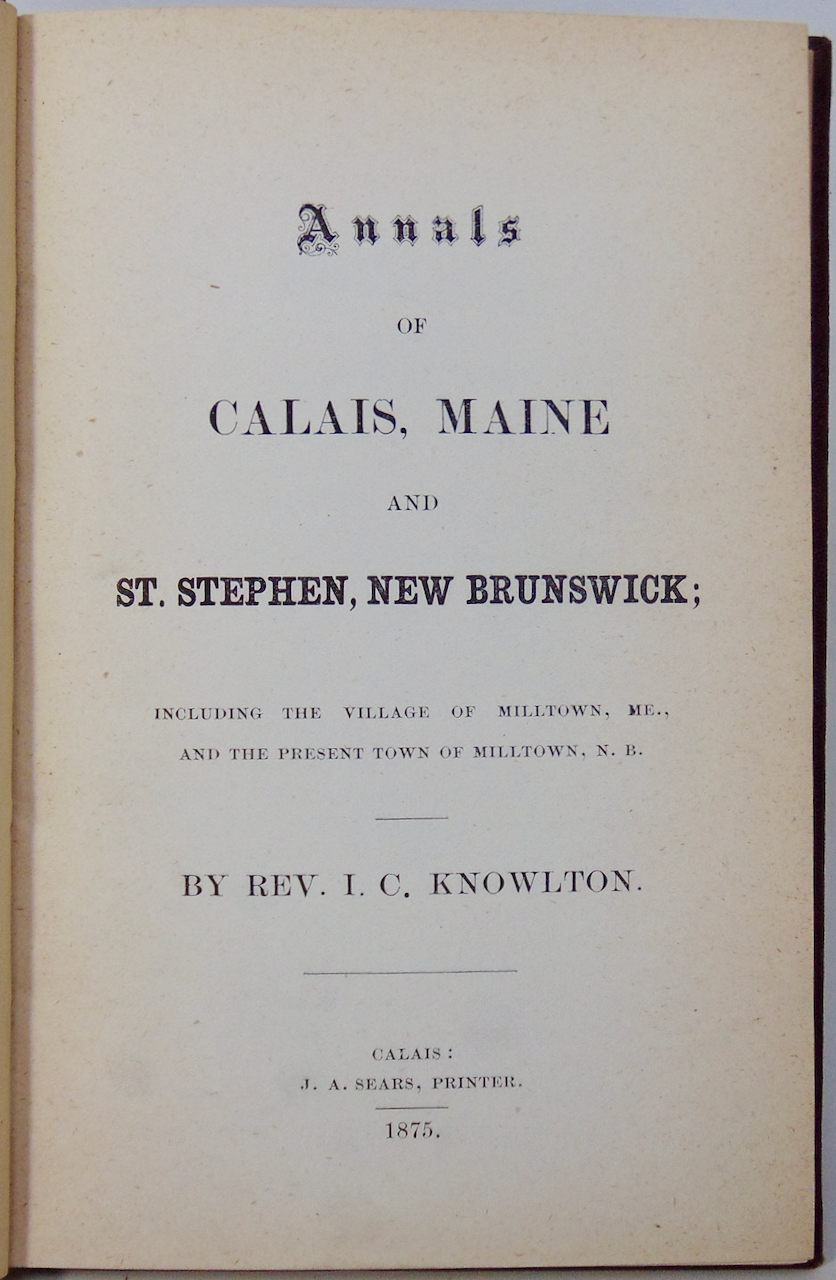 Annals
OF
CALAIS, MAINE
AND
ST. STEPHEN, NEW BRUNSWICK;
INCLUDING THE VILLAGE OF MILLTOWN, ME.,
AND THE PRESENT TOWN OF MILLTOWN, N. B.
BY REV. I. C. KNOWLTON.
CALAIS:
J. A. SEARS, PRINTER.
1875.